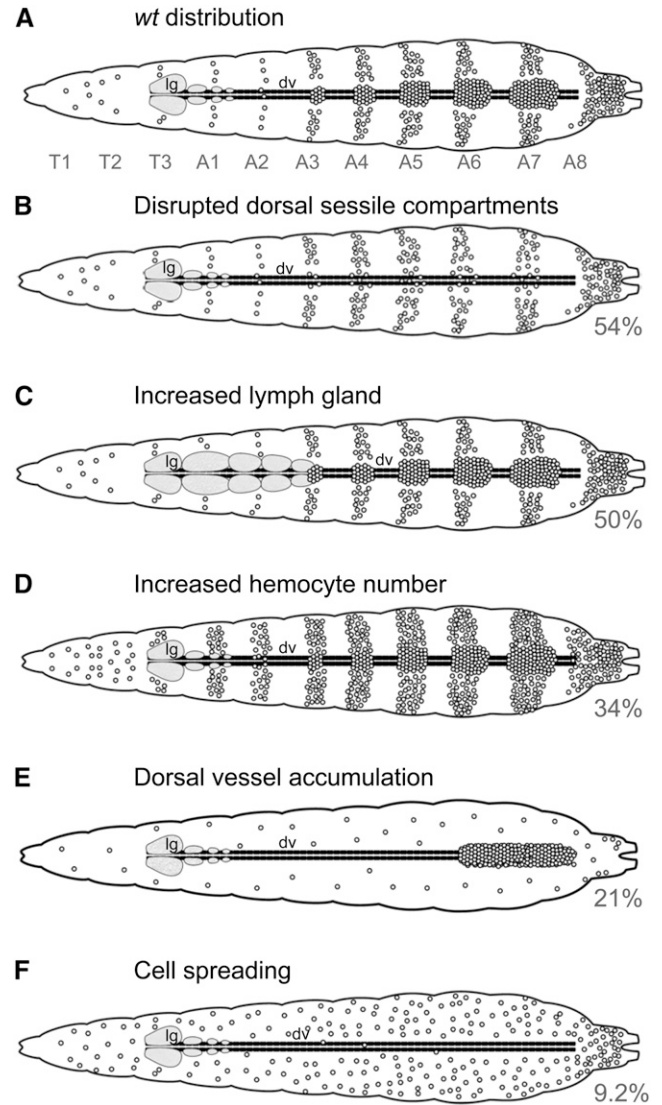 A wt distribution
lg dv
T1 T2 T3 A1 A2 A3 A4 A5 A6 A7 A8
B Disrupted dorsal sessile compartments
lg dv
54%
C Increased lymph gland
lg dv
50%
D Increased hemocyte number
lg dv
34%
E Dorsal vessel accumulation
lg dv
21%
F Cell spreading
lg dv
9.2%